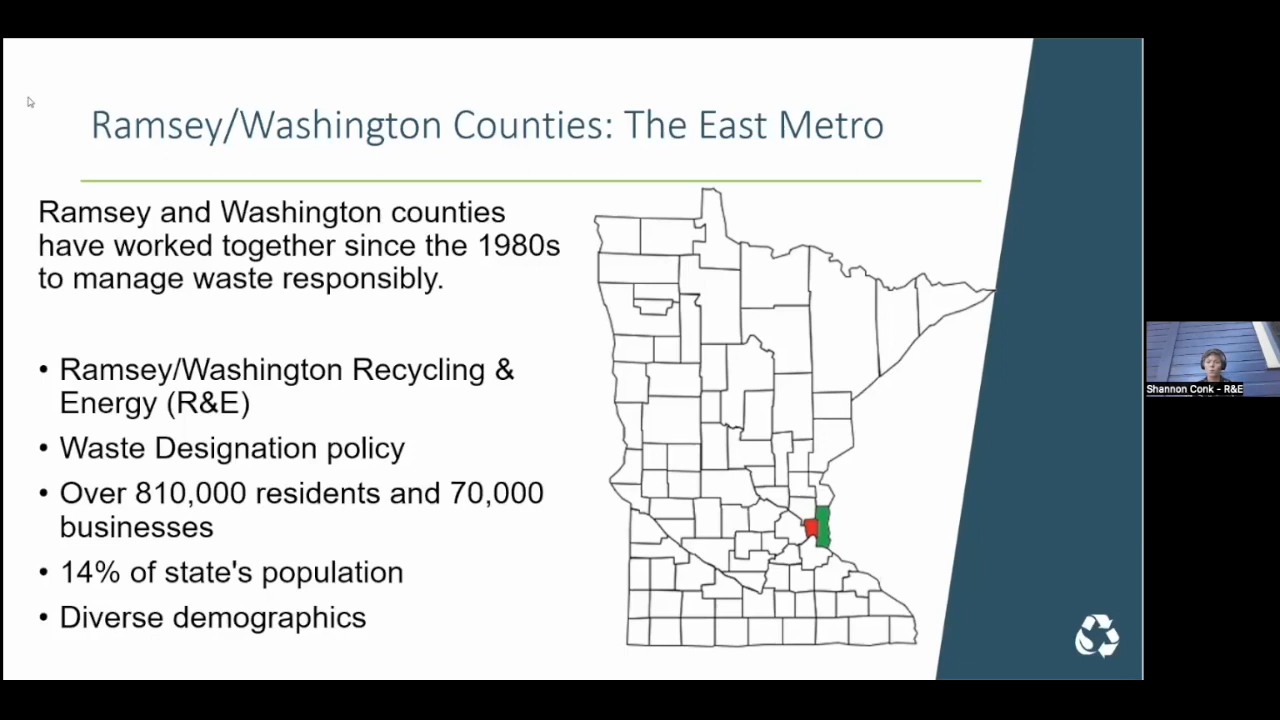 Ramsey/Washington Counties: The East Metro
Ramsey and Washington counties
have worked together since the 1980s
to manage waste responsibly.
• Ramsey/Washington Recycling &
Energy (R&E)
• Waste Designation policy
• Over 810,000 residents and 70,000
businesses
• 14% of state's population
• Diverse demographics
Shannon Conk - R&E